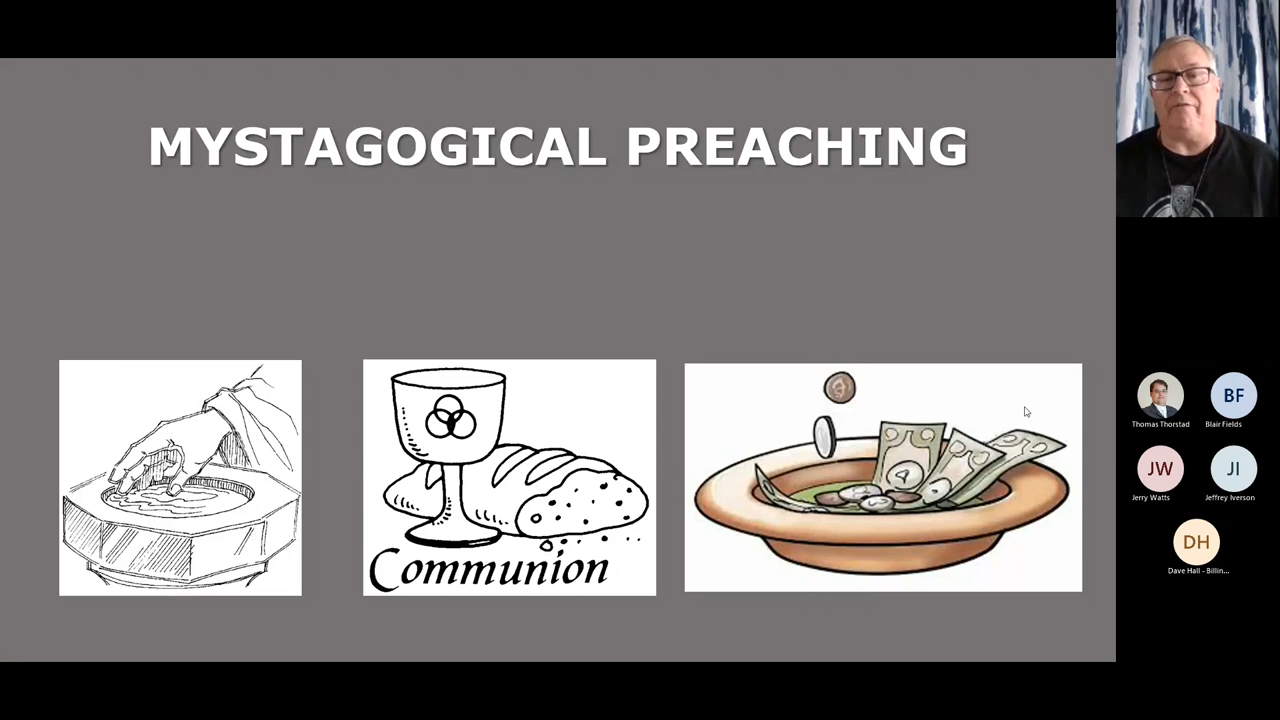 MYSTAGOGICAL PREACHING
Communion
Thomas Thorstad
BF
Blair Fields
JW
Jerry Watts
JI
Jeffrey Iverson
DH
Dave Hall - Billin...